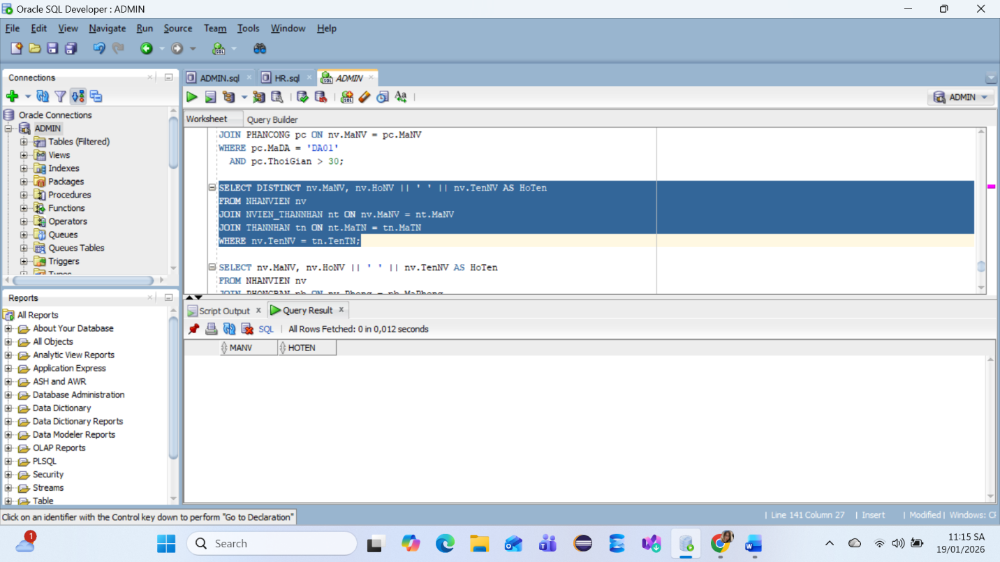 Oracle SQL Developer : ADMIN
File Edit View Navigate Run Source Team Tools Window Help
Connections
ADMIN.sql
HR.sql
ADMIN
ADMIN
Oracle Connections
ADMIN
Tables (Filtered)
Views
Indexes
Packages
Procedures
Functions
Operators
Queues
Queues Tables
Triggers
Worksheet
Query Builder
JOIN PHANCONG pc ON nv.MaNV = pc.MaNV
WHERE pc.MaDA = 'DA01'
AND pc.ThoiGian > 30;
SELECT DISTINCT nv.MaNV, nv.HoNV || ' ' || nv.TenNV AS HoTen
FROM NHANVIEN nv
JOIN NVIEN_THANNHAN nt ON nv.MaNV = nt.MaNV
JOIN THANNHAN tn ON nt.MaTN = tn.MaTN
WHERE nv.TenNV = tn.TenTN;
SELECT nv.MaNV, nv.HoNV || ' ' || nv.TenNV AS HoTen
FROM NHANVIEN nv
Reports
All Reports
About Your Database
All Objects
Analytic View Reports
Application Express
ASH and AWR
Database Administration
Data Dictionary
Data Dictionary Reports
Data Modeler Reports
OLAP Reports
PLSQL
Security
Streams
Table
Script Output
Query Result
SQL
All Rows Fetched: 0 in 0,012 seconds
MANV HOTEN
Click on an identifier with the Control key down to perform "Go to Declaration"
| Line 141 Column 27 | Insert | Modified | Windows:
1
Search
11:15 SA
19/01/2026